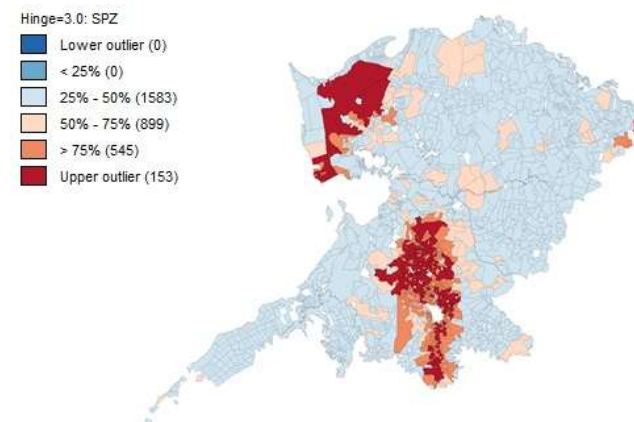 Hinge=3.0: SPZ
Lower outlier (0)
< 25% (0)
25% - 50% (1583)
50% - 75% (899)
> 75% (545)
Upper outlier (153)